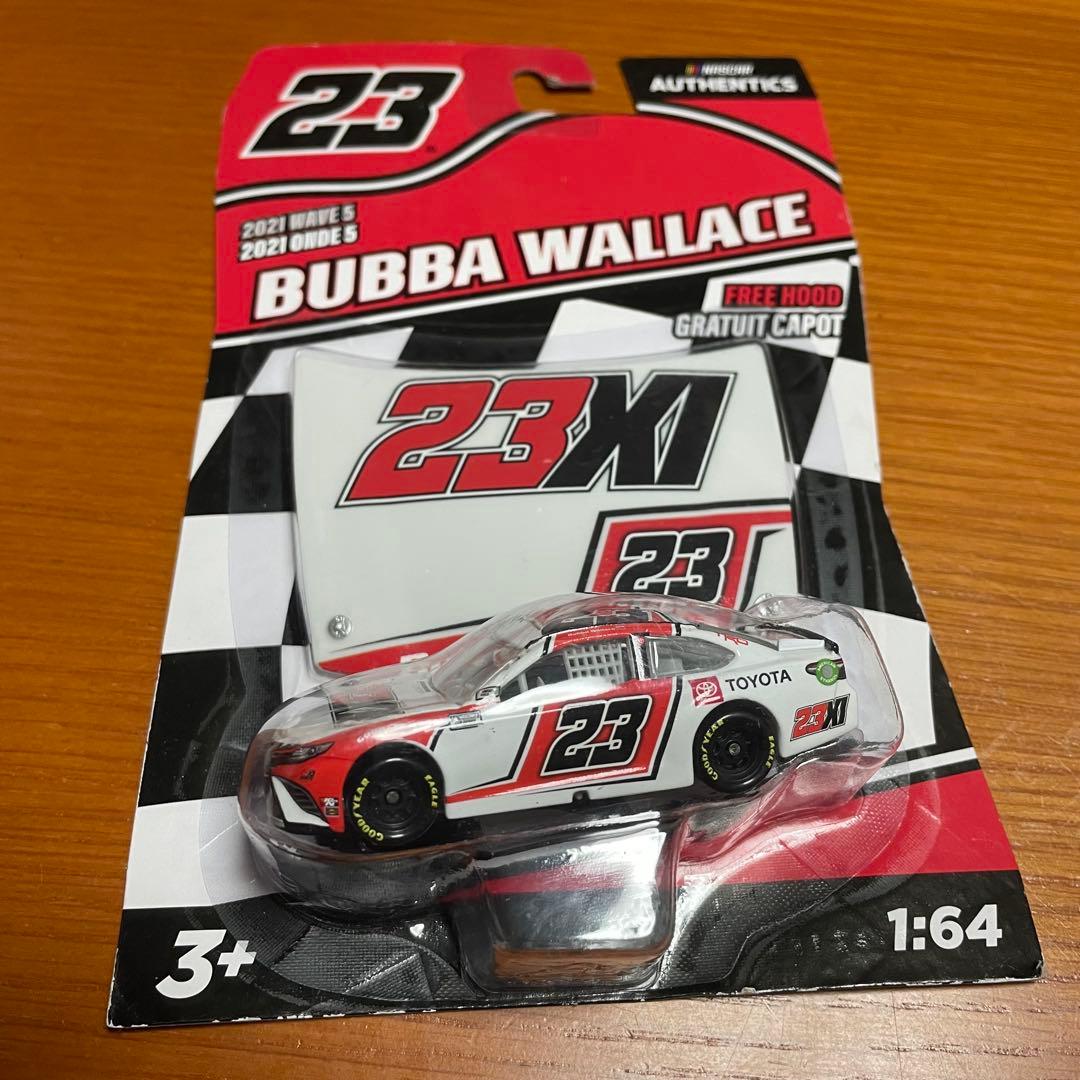 23
NASCAR
AUTHENTICS
2021 WAVE 5
2021 ONDE 5
BUBBA WALLACE
FREE HOOD
GRATUIT CAPOT
23XI
23
23
TOYOTA
23
23XI
GOODYEAR
EAGLE
GOODYEAR
EAGLE
3+
1:64